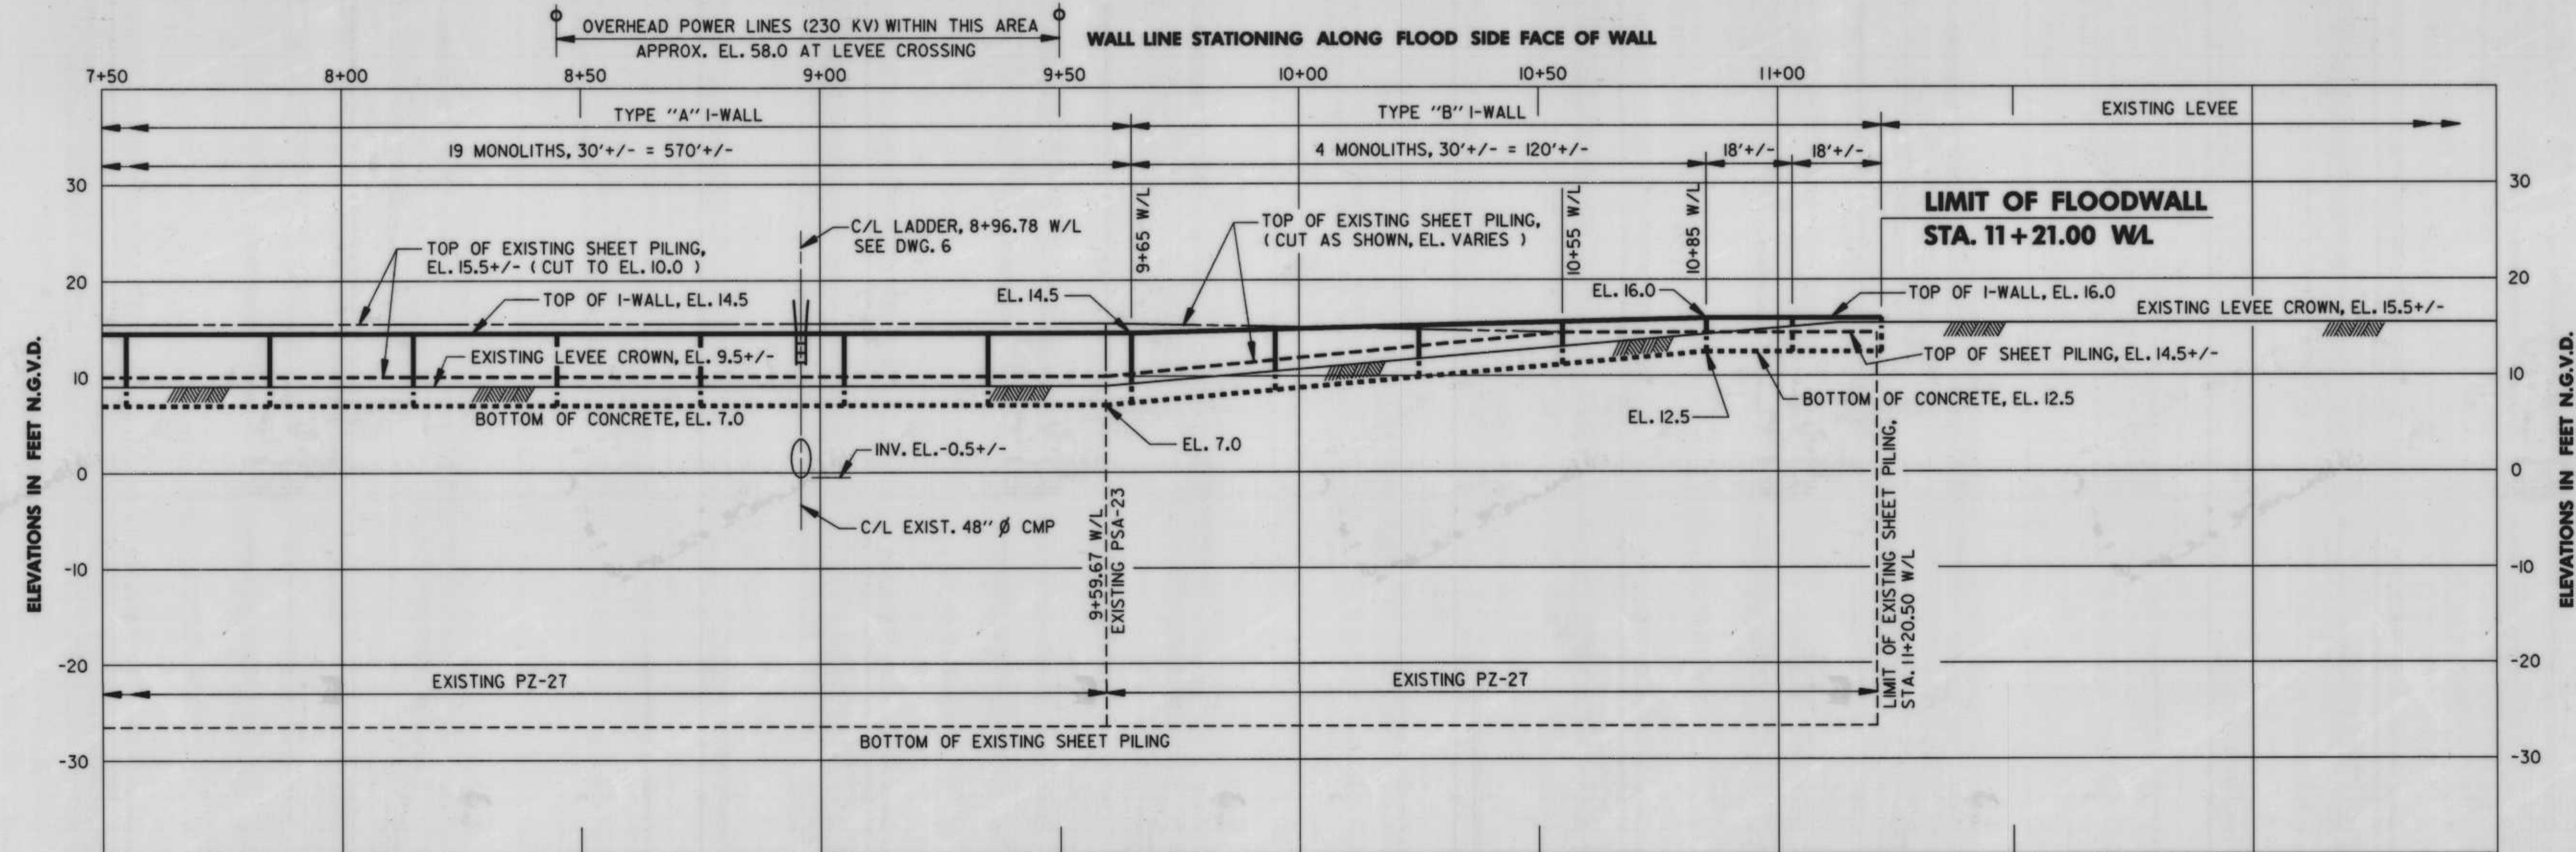 OVERHEAD POWER LINES (230 KV) WITHIN THIS AREA
APPROX. EL. 58.0 AT LEVEE CROSSING
WALL LINE STATIONING ALONG FLOOD SIDE FACE OF WALL
7+50 8+00 8+50 9+00 9+50 10+00 10+50 11+00
TYPE "A" I-WALL
TYPE "B" I-WALL
EXISTING LEVEE
19 MONOLITHS, 30'+/- = 570'+/-
4 MONOLITHS, 30'+/- = 120'+/-
18'+/-
18'+/-
30
20
10
0
-10
-20
-30
ELEVATIONS IN FEET N.G.V.D.
TOP OF EXISTING SHEET PILING,
EL. 15.5+/- ( CUT TO EL. 10.0 )
TOP OF I-WALL, EL. 14.5
EXISTING LEVEE CROWN, EL. 9.5+/-
BOTTOM OF CONCRETE, EL. 7.0
C/L LADDER, 8+96.78 W/L
SEE DWG. 6
INV. EL.-0.5+/-
C/L EXIST. 48" Ø CMP
EL. 14.5
9+65 W/L
TOP OF EXISTING SHEET PILING,
( CUT AS SHOWN, EL. VARIES )
EL. 7.0
9+59.67 W/L
EXISTING PSA-23
10+55 W/L
10+85 W/L
EL. 16.0
EL. 12.5
LIMIT OF FLOODWALL
STA. 11+21.00 W/L
TOP OF I-WALL, EL. 16.0
EXISTING LEVEE CROWN, EL. 15.5+/-
TOP OF SHEET PILING, EL. 14.5+/-
BOTTOM OF CONCRETE, EL. 12.5
LIMIT OF EXISTING SHEET PILING,
STA. 11+20.50 W/L
EXISTING PZ-27
EXISTING PZ-27
BOTTOM OF EXISTING SHEET PILING
30
20
10
0
-10
-20
-30
ELEVATIONS IN FEET N.G.V.D.